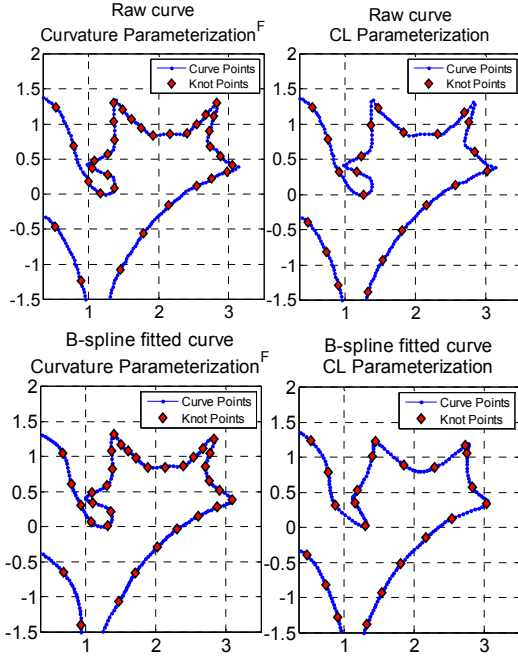 Raw curve
Curvature Parameterization^F
Curve Points
Knot Points
2
1.5
1
0.5
0
-0.5
-1
-1.5
1
2
3
Raw curve
CL Parameterization
Curve Points
Knot Points
2
1.5
1
0.5
0
-0.5
-1
-1.5
1
2
3
B-spline fitted curve
Curvature Parameterization^F
Curve Points
Knot Points
2
1.5
1
0.5
0
-0.5
-1
-1.5
1
2
3
B-spline fitted curve
CL Parameterization
Curve Points
Knot Points
2
1.5
1
0.5
0
-0.5
-1
-1.5
1
2
3